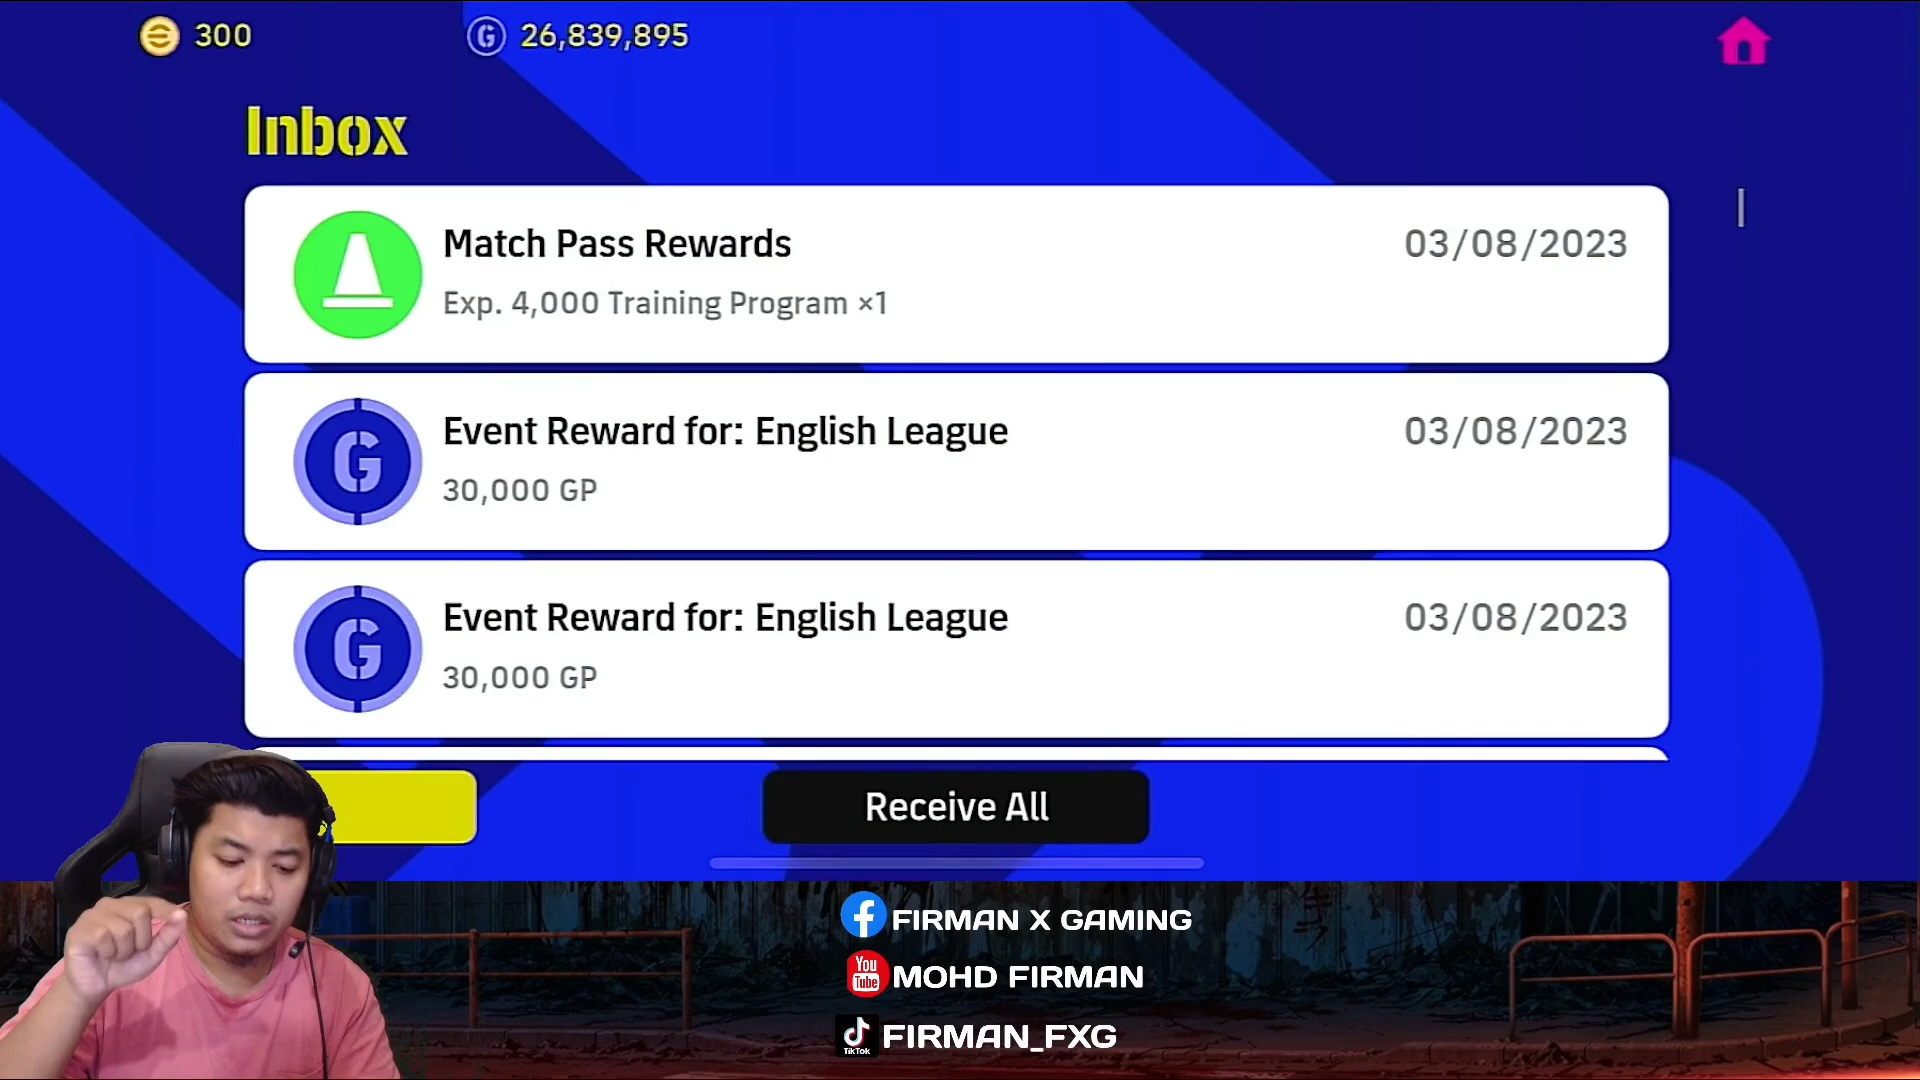 300
26,839,895
Inbox
Match Pass Rewards
03/08/2023
Exp. 4,000 Training Program ×1
Event Reward for: English League
03/08/2023
30,000 GP
Event Reward for: English League
03/08/2023
30,000 GP
Receive All
FIRMAN X GAMING
You Tube MOHD FIRMAN
TikTok FIRMAN_FXG